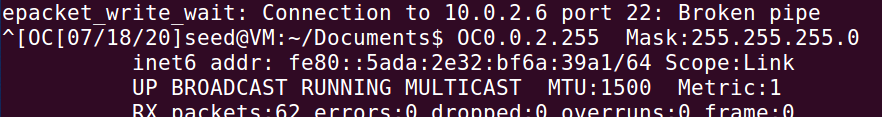 epacket_write_wait: Connection to 10.0.2.6 port 22: Broken pipe
^[OC[07/18/20]seed@VM:~/Documents$ OC0.0.2.255  Mask:255.255.255.0
inet6 addr: fe80::5ada:2e32:bf6a:39a1/64 Scope:Link
UP BROADCAST RUNNING MULTICAST  MTU:1500  Metric:1
RX packets:62 errors:0 dropped:0 overruns:0 frame:0